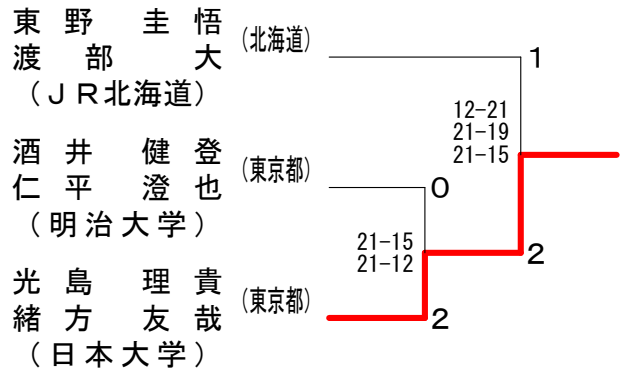 東野 圭悟
渡部 大
（ＪＲ北海道）
(北海道)
1
12-21
21-19
21-15
酒井 健登
仁平 澄也
（明治大学）
(東京都)
0
21-15
21-12
2
光島 理貴
緒方 友哉
（日本大学）
(東京都)
2